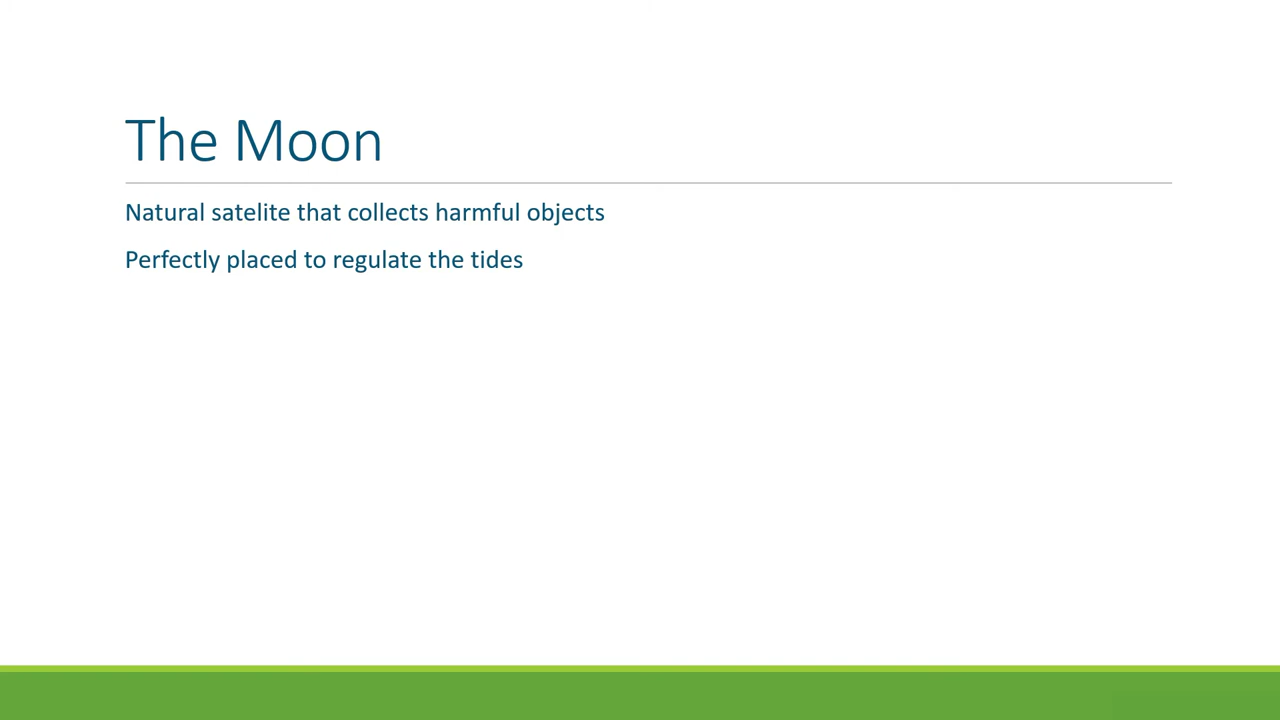 The Moon
Natural satelite that collects harmful objects
Perfectly placed to regulate the tides